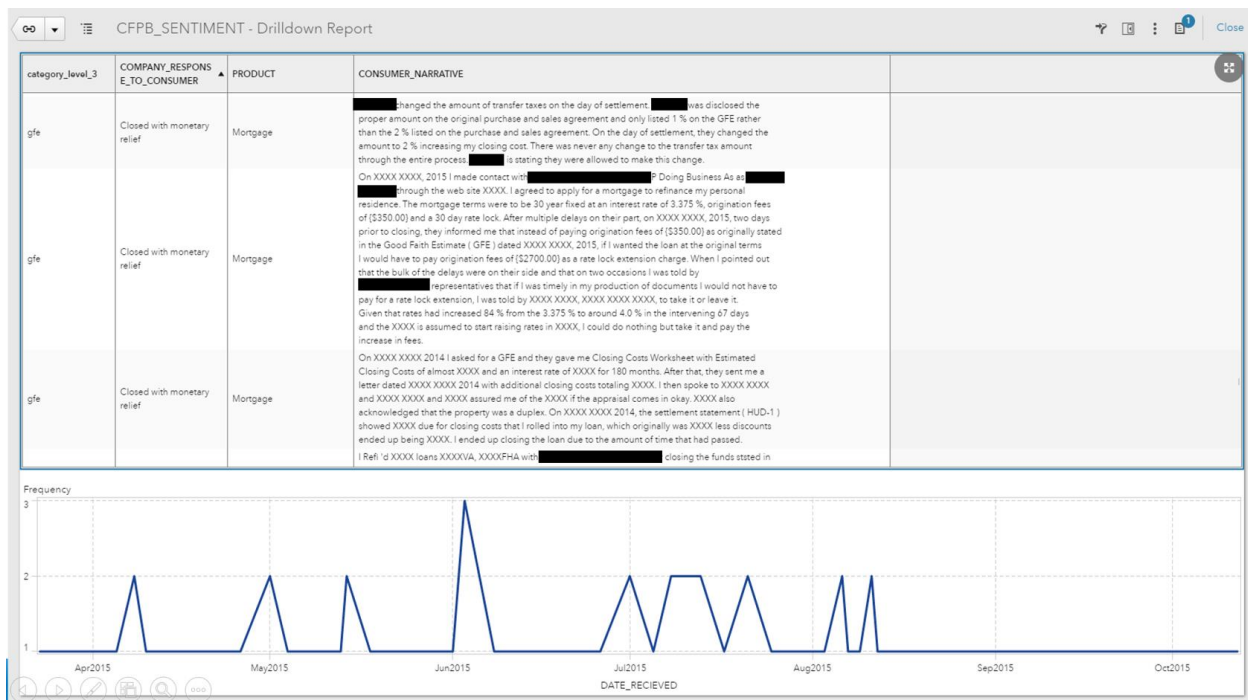 CFPB_SENTIMENT - Drilldown Report
1
Close
category_level_3
COMPANY_RESPONS
E_TO_CONSUMER
PRODUCT
CONSUMER_NARRATIVE
gfe
Closed with monetary
relief
Mortgage
changed the amount of transfer taxes on the day of settlement. was disclosed the
proper amount on the original purchase and sales agreement and only listed 1 % on the GFE rather
than the 2 % listed on the purchase and sales agreement. On the day of settlement, they changed the
amount to 2 % increasing my closing cost. There was never any change to the transfer tax amount
through the entire process. is stating they were allowed to make this change.
gfe
Closed with monetary
relief
Mortgage
On XXXX XXXX, 2015 I made contact with P Doing Business As as
through the web site XXXX. I agreed to apply for a mortgage to refinance my personal
residence. The mortgage terms were to be 30 year fixed at an interest rate of 3.375 %, origination fees
of {$350.00} and a 30 day rate lock. After multiple delays on their part, on XXXX XXXX, 2015, two days
prior to closing, they informed me that instead of paying origination fees of {$350.00} as originally stated
in the Good Faith Estimate ( GFE ) dated XXXX XXXX, 2015, if I wanted the loan at the original terms
I would have to pay origination fees of {$2700.00} as a rate lock extension charge. When I pointed out
that the bulk of the delays were on their side and that on two occasions I was told by
representatives that if I was timely in my production of documents I would not have to
pay for a rate lock extension, I was told by XXXX XXXX, XXXX XXXX XXXX, to take it or leave it.
Given that rates had increased 84 % from the 3.375 % to around 4.0 % in the intervening 67 days
and the XXXX is assumed to start raising rates in XXXX, I could do nothing but take it and pay the
increase in fees.
gfe
Closed with monetary
relief
Mortgage
On XXXX XXXX 2014 I asked for a GFE and they gave me Closing Costs Worksheet with Estimated
Closing Costs of almost XXXX and an interest rate of XXXX for 180 months. After that, they sent me a
letter dated XXXX XXXX 2014 with additional closing costs totaling XXXX. I then spoke to XXXX XXXX
and XXXX XXXX and XXXX assured me of the XXXX if the appraisal comes in okay. XXXX also
acknowledged that the property was a duplex. On XXXX XXXX 2014, the settlement statement ( HUD-1 )
showed XXXX due for closing costs that I rolled into my loan, which originally was XXXX less discounts
ended up being XXXX. I ended up closing the loan due to the amount of time that had passed.
I Refi 'd XXXX loans XXXXVA, XXXXFHA with closing the funds ststed in
Frequency
3
2
1
Apr2015
May2015
Jun2015
Jul2015
Aug2015
Sep2015
Oct2015
DATE_RECIEVED